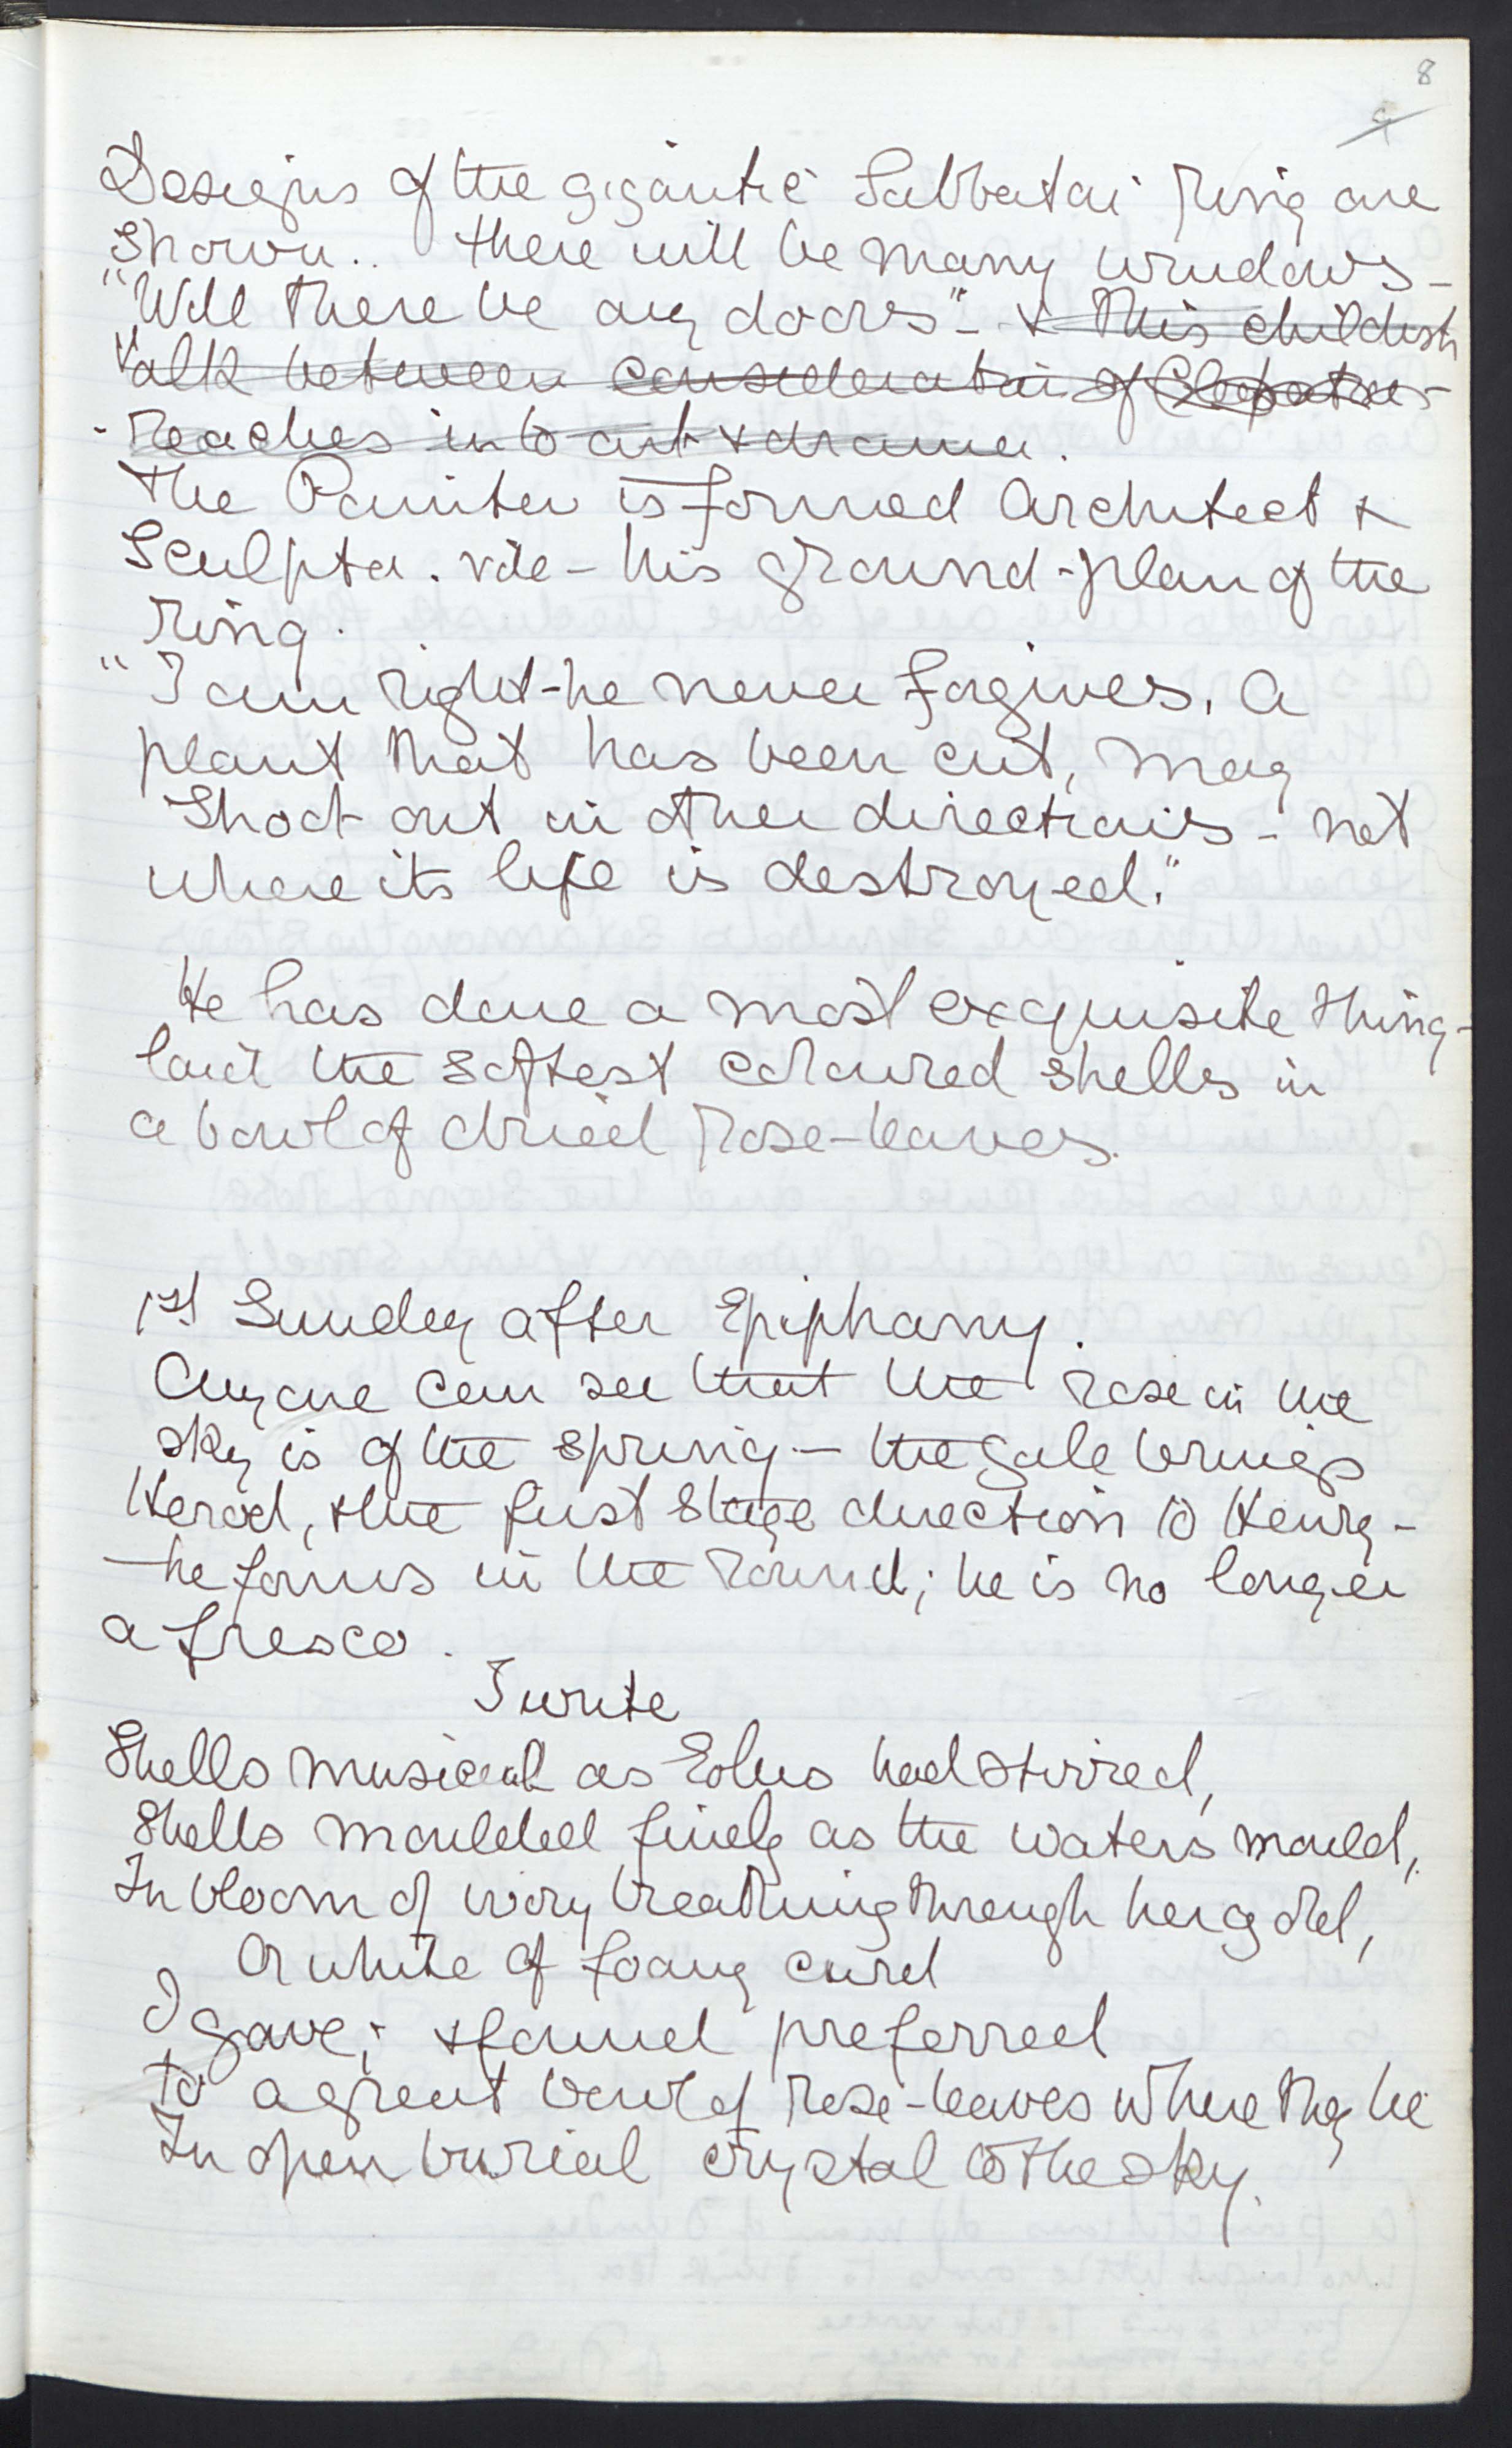 8
9
Designs of the gigantic Sabbatai Ring are
shown.. there will be many windows -
"Will there be any doors" - & this childish
talk between consideration of Cleopatra -
- reaches into art & drama.
The Painter is formed Architect &
Sculptor. vide - his ground-plan of the
ring.
"I am right - he never forgives. A
plant that has been cut, may
shoot out in other directions - not
where its life is destroyed."
He has done a most exquisite thing -
laid the softest coloured shells in
a bowl of dried rose-leaves.
1st Sunday after Epiphany.
Anyone can see that the rose in the
sky is of the spring - the gale brings
Herod, & the first stage direction to Henry -
- he forms in the round; he is no longer
a fresco.
I write
Shells musical as Eolus had stirred,
Shells moulded finely as the waters mould,
In bloom of ivory breathing through her gold,
Or white of foamy curd
I gave; & found preferred
To a great bowl of rose-leaves where they lie
In open burial crystal to the sky.